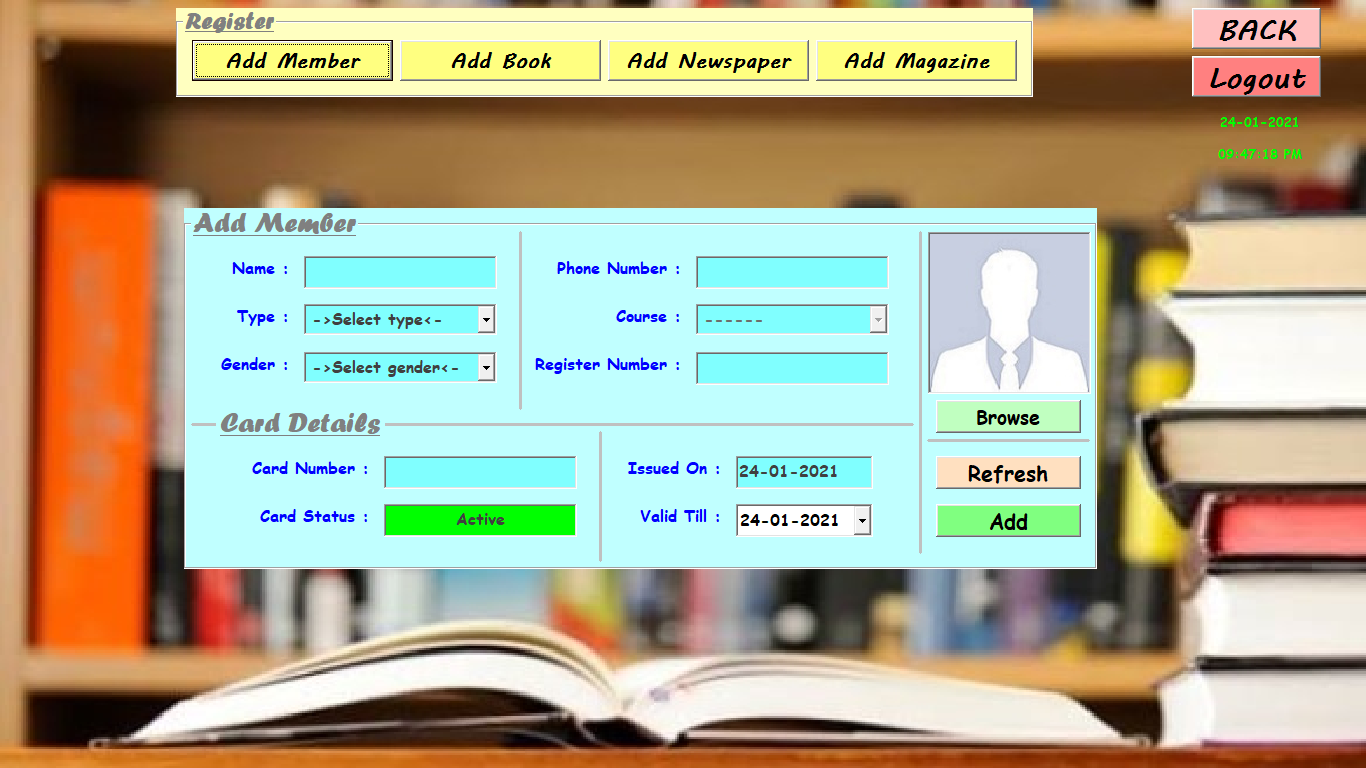 Register
Add Member
Add Book
Add Newspaper
Add Magazine
BACK
Logout
24-01-2021
09:47:18 PM
Add Member
Name :
Type :
->Select type<-
Gender :
->Select gender<-
Phone Number :
Course :
------
Register Number :
Browse
Card Details
Card Number :
Card Status :
Active
Issued On :
24-01-2021
Valid Till :
24-01-2021
Refresh
Add